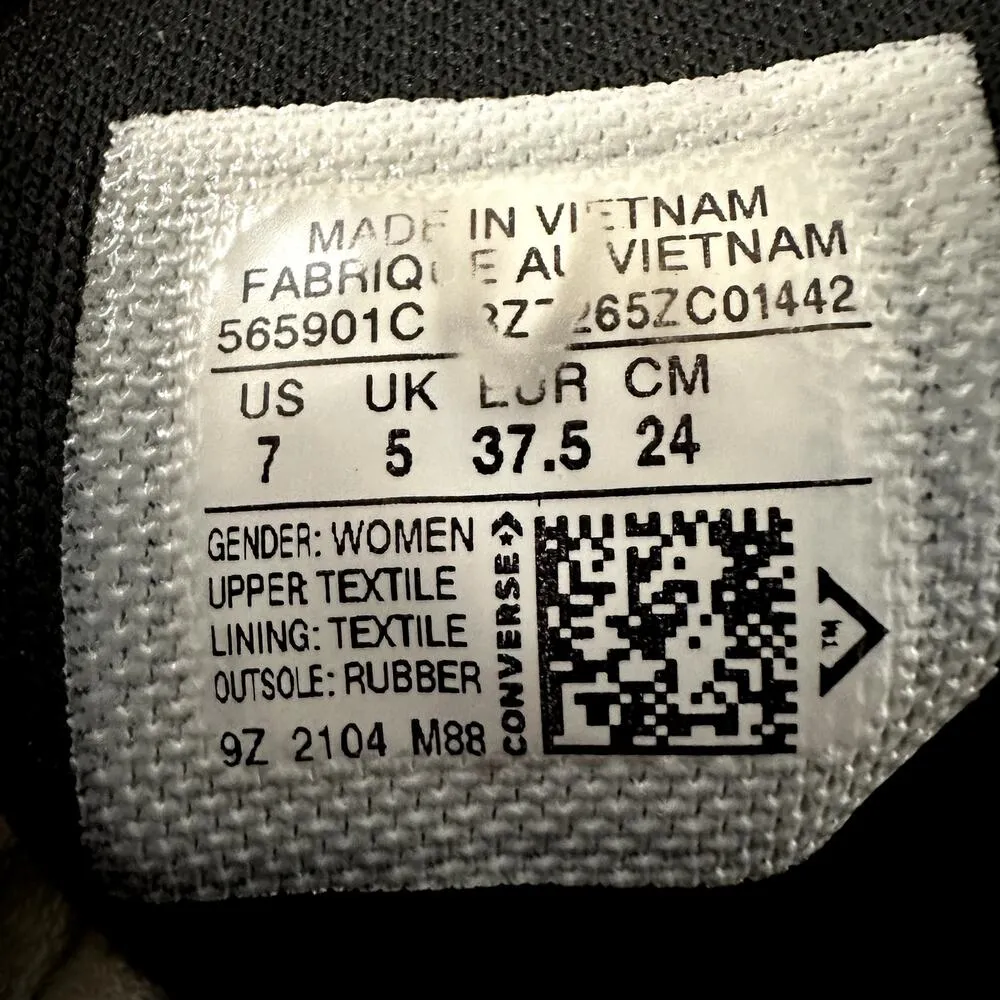 MADE IN VIETNAM
FABRIQUE AU VIETNAM
565901C
US UK EUR CM
7 5 37.5 24
GENDER: WOMEN
UPPER: TEXTILE
LINING: TEXTILE
OUTSOLE: RUBBER
9Z 2104 M88
CONVERSE
TM